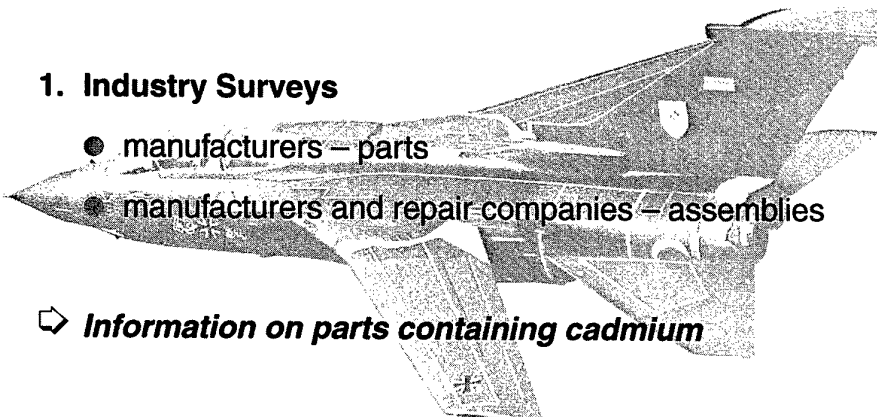 1. Industry Surveys
● manufacturers – parts
● manufacturers and repair companies – assemblies
➪ Information on parts containing cadmium